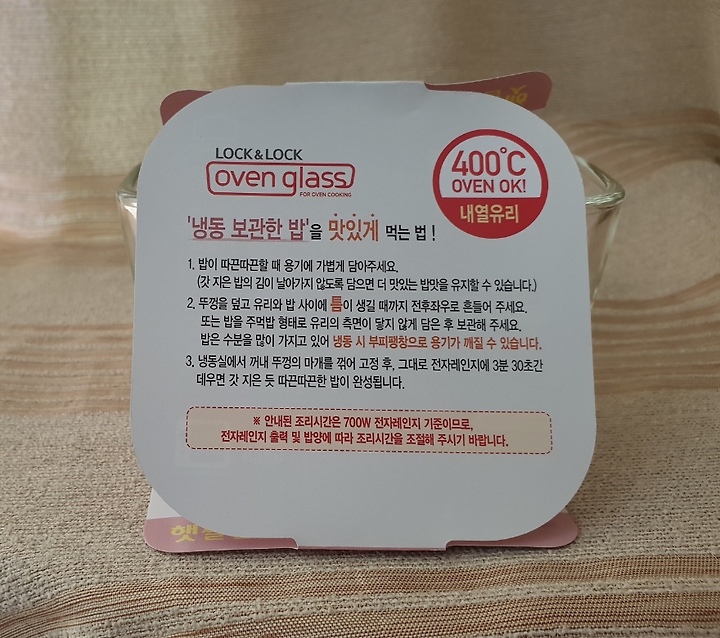 LOCK&LOCK
oven glass
FOR OVEN COOKING
400°C
OVEN OK!
내열유리
'냉동 보관한 밥'을 맛있게 먹는 법!
1. 밥이 따끈따끈할 때 용기에 가볍게 담아주세요.
(갓 지은 밥의 김이 날아가지 않도록 담으면 더 맛있는 밥맛을 유지할 수 있습니다.)
2. 뚜껑을 덮고 유리와 밥 사이에 틈이 생길 때까지 전후좌우로 흔들어 주세요.
또는 밥을 주먹밥 형태로 유리의 측면이 닿지 않게 담은 후 보관해 주세요.
밥은 수분을 많이 가지고 있어 냉동 시 부피팽창으로 용기가 깨질 수 있습니다.
3. 냉동실에서 꺼내 뚜껑의 마개를 꺾어 고정 후, 그대로 전자레인지에 3분 30초간
데우면 갓 지은 듯 따끈따끈한 밥이 완성됩니다.
※ 안내된 조리시간은 700W 전자레인지 기준이므로,
전자레인지 출력 및 밥양에 따라 조리시간을 조절해 주시기 바랍니다.